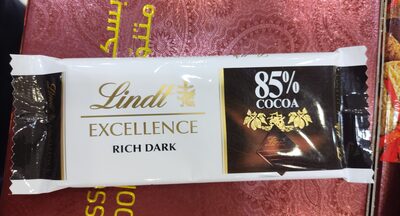 Lindt
EXCELLENCE
RICH DARK
85%
COCOA